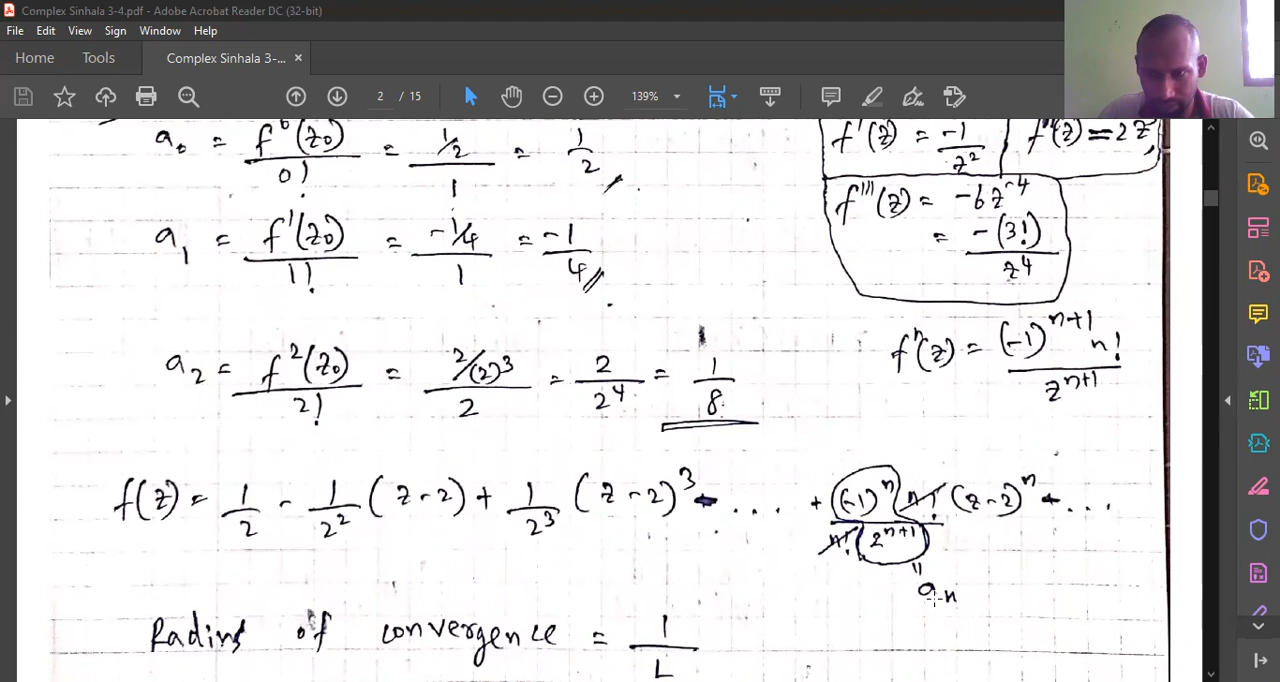 Complex Sinhala 3-4.pdf - Adobe Acrobat Reader DC (32-bit)
File Edit View Sign Window Help
Home Tools Complex Sinhala 3-... ×
2 / 15 139%
a₀ = f⁰(z₀)/0! = (1/2)/1 = 1/2
f'(z) = -1/z² f''(z) = 2z
f'''(z) = -6z⁻⁴
= -(3!)/z⁴
a₁ = f'(z₀)/1! = (-1/4)/1 = -1/4
fⁿ(z) = (-1)ⁿ⁺¹ n!/zⁿ⁺¹
a₂ = f²(z₀)/2! = (2/(2)³)/2 = 2/2⁴ = 1/8
f(z) = 1/2 - 1/2² (z-2) + 1/2³ (z-2)³ - ... + (-1)ⁿ n!/n! 2ⁿ⁺¹ (z-2)ⁿ + ...
" aₙ
Radius of convergence = 1/L